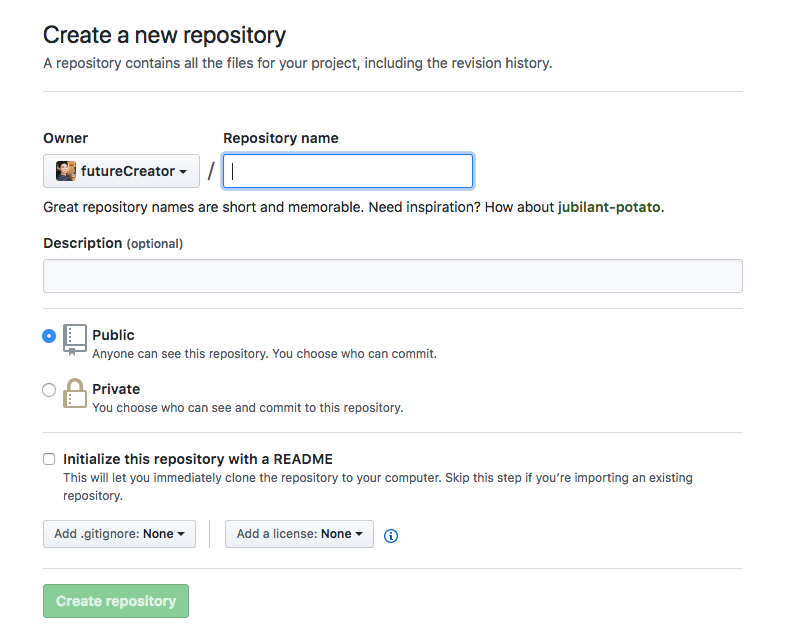 Create a new repository
A repository contains all the files for your project, including the revision history.
Owner
Repository name
futureCreator
/
Great repository names are short and memorable. Need inspiration? How about jubilant-potato.
Description (optional)
Public
Anyone can see this repository. You choose who can commit.
Private
You choose who can see and commit to this repository.
Initialize this repository with a README
This will let you immediately clone the repository to your computer. Skip this step if you’re importing an existing
repository.
Add .gitignore: None
Add a license: None
Create repository